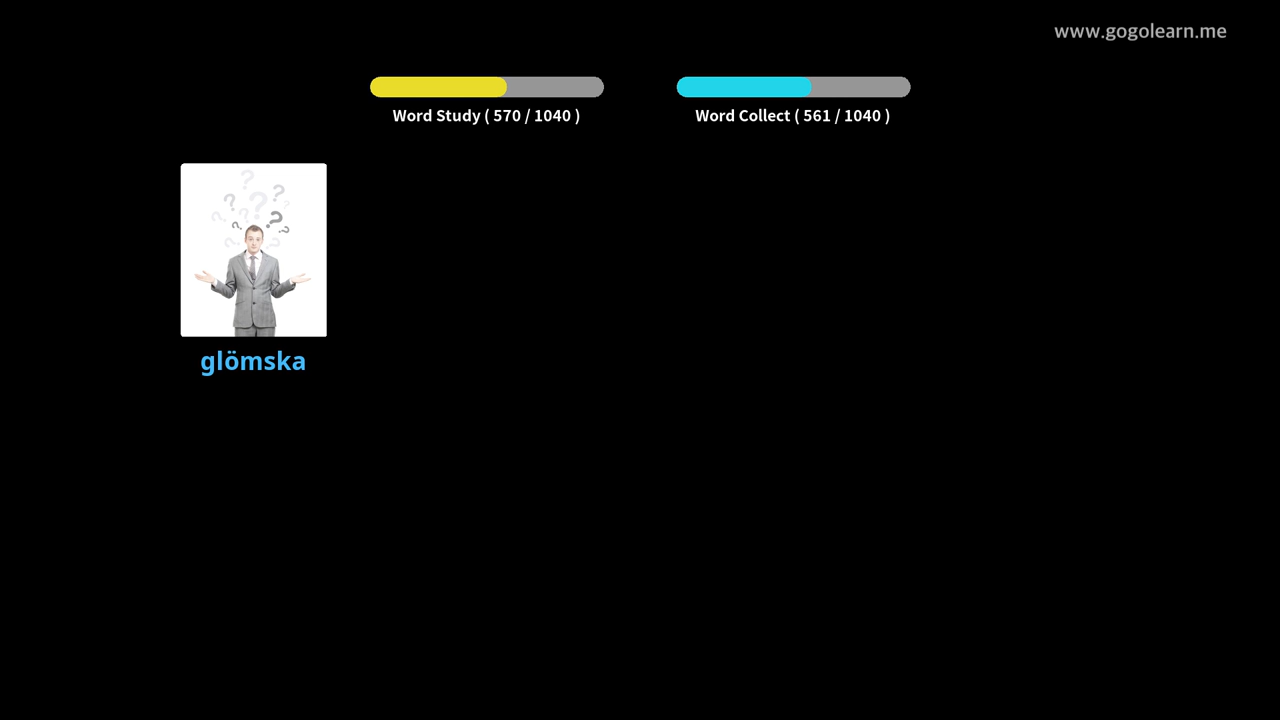 www.gogolearn.me
Word Study ( 570 / 1040 )
Word Collect ( 561 / 1040 )
? ? ? ? ? ? ? ? ? ? ? ?
glömska